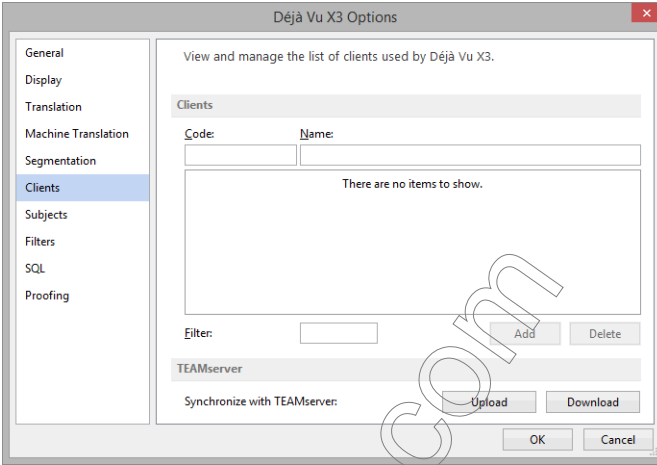 Déjà Vu X3 Options
General
Display
Translation
Machine Translation
Segmentation
Clients
Subjects
Filters
SQL
Proofing
View and manage the list of clients used by Déjà Vu X3.
Clients
Code: Name:
There are no items to show.
Filter: Add Delete
TEAMserver
Synchronize with TEAMserver: Upload Download
OK Cancel
com